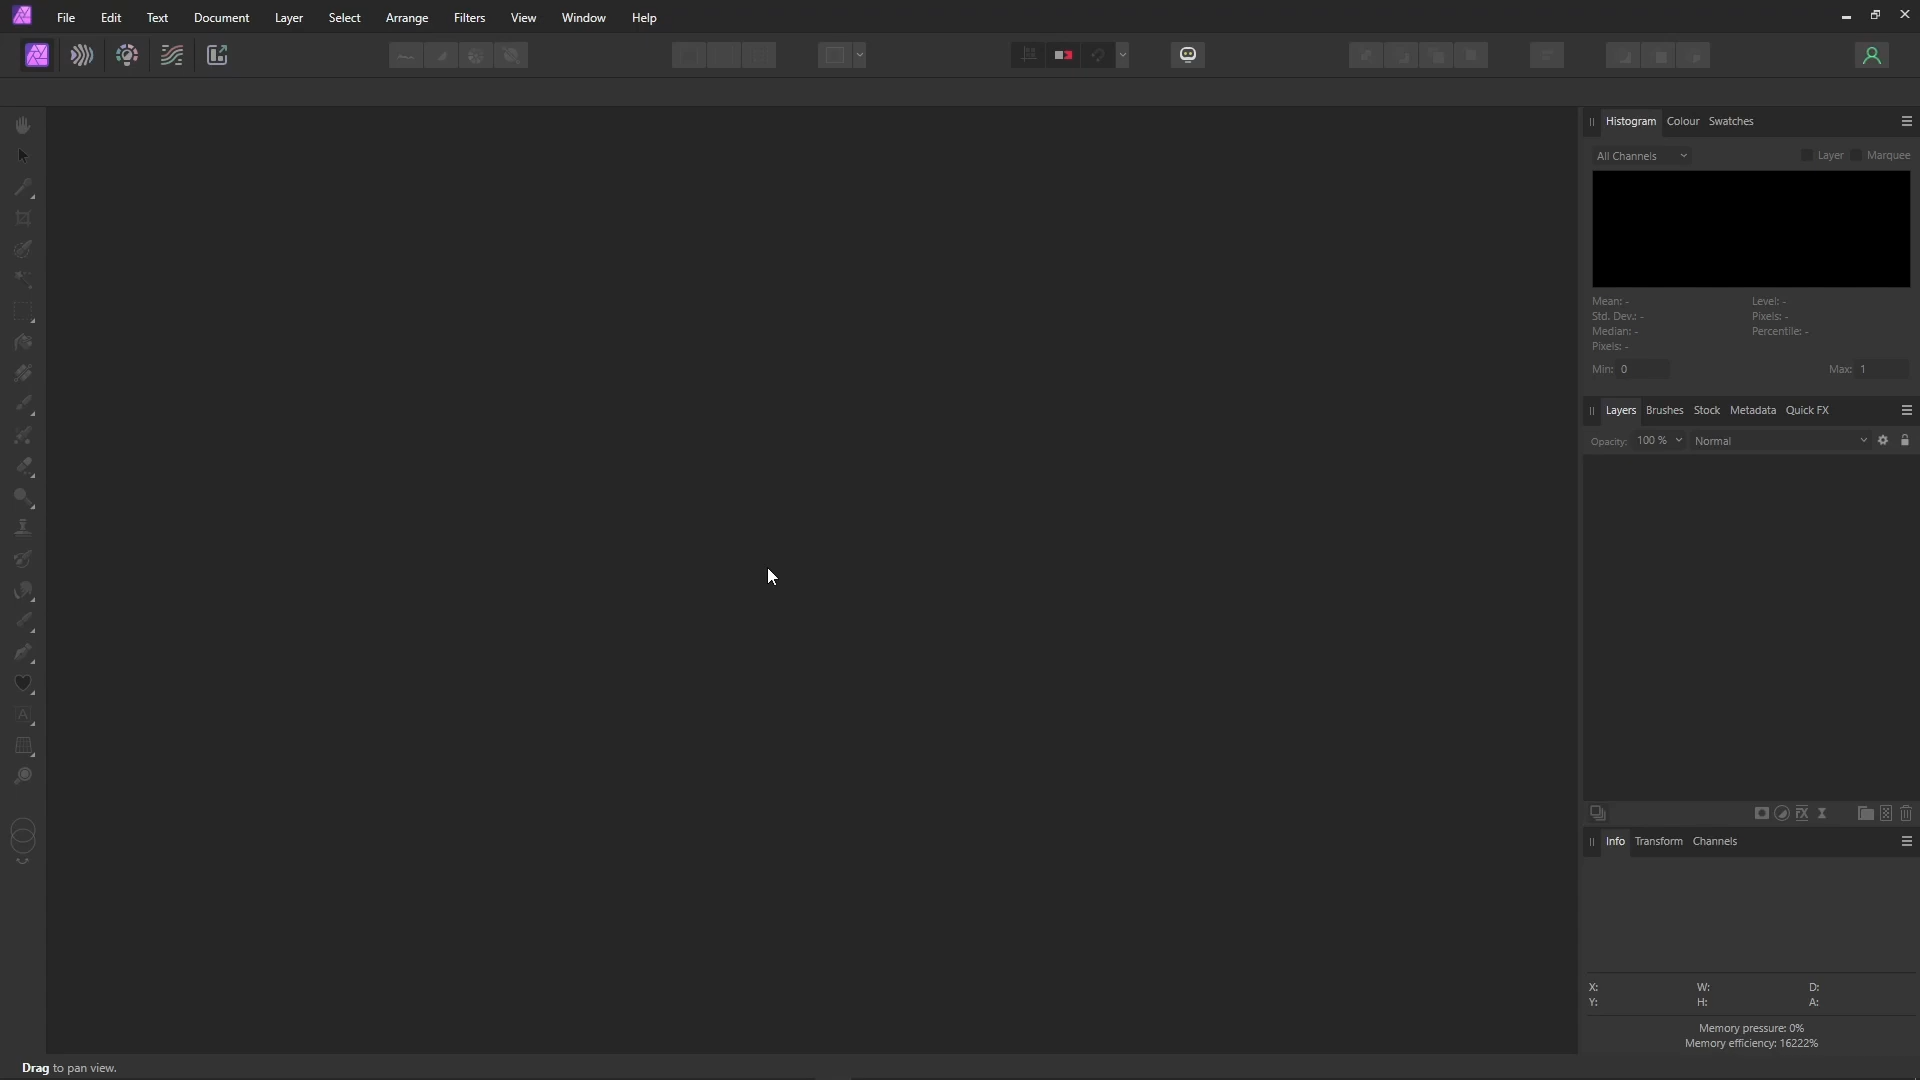 File Edit Text Document Layer Select Arrange Filters View Window Help
Histogram Colour Swatches
All Channels Layer Marquee
Mean: - Level: -
Std. Dev.: - Pixels: -
Median: - Percentile: -
Pixels: -
Min: 0 Max: 1
Layers Brushes Stock Metadata Quick FX
Opacity: 100 % Normal
Info Transform Channels
X: W: D:
Y: H: A:
Memory pressure: 0%
Memory efficiency: 16222%
Drag to pan view.